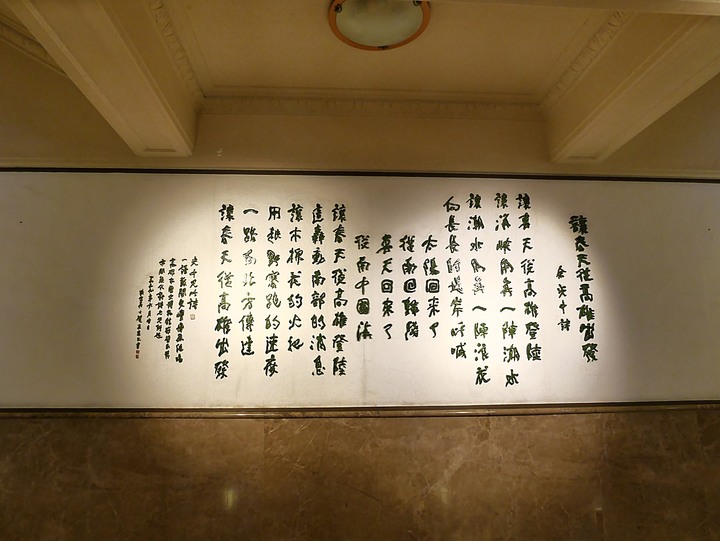 讓春天從高雄出發
余光中詩
讓春天從高雄登陸
讓海峽用每一陣潮水
讓潮水用每一陣浪花
向長長的堤岸呼喊
太陽回來了
從南回歸線
春天回來了
從南中國海
讓春天從高雄登陸
這轟動南部的消息
讓木棉花的火把
用越野賽跑的速度
一路向北方傳達
讓春天從高雄出發